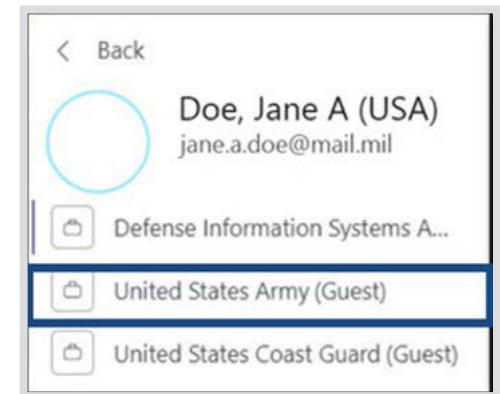 Back
Doe, Jane A (USA)
jane.a.doe@mail.mil
Defense Information Systems A...
United States Army (Guest)
United States Coast Guard (Guest)